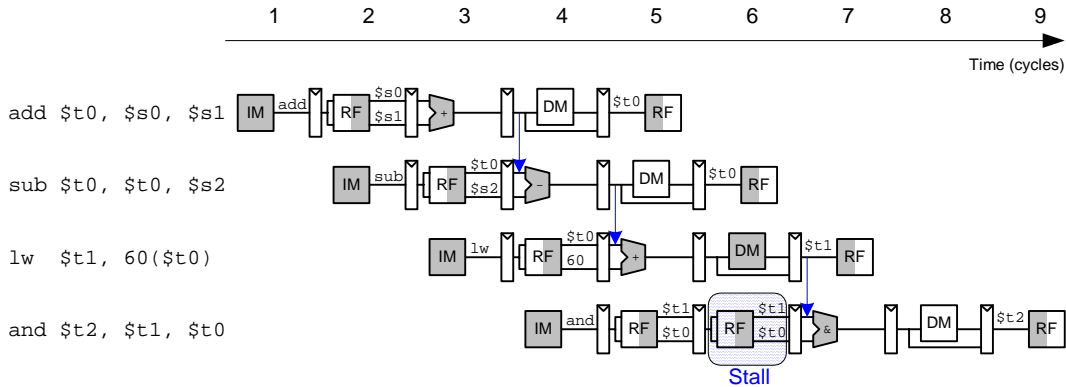 1 2 3 4 5 6 7 8 9
Time (cycles)
add $t0, $s0, $s1 IM add RF $s0 $s1 + DM $t0 RF
sub $t0, $t0, $s2 IM sub RF $t0 $s2 - DM $t0 RF
lw $t1, 60($t0) IM lw RF $t0 60 + DM $t1 RF
and $t2, $t1, $t0 IM and RF $t1 $t0 RF $t1 $t0 & DM $t2 RF
Stall